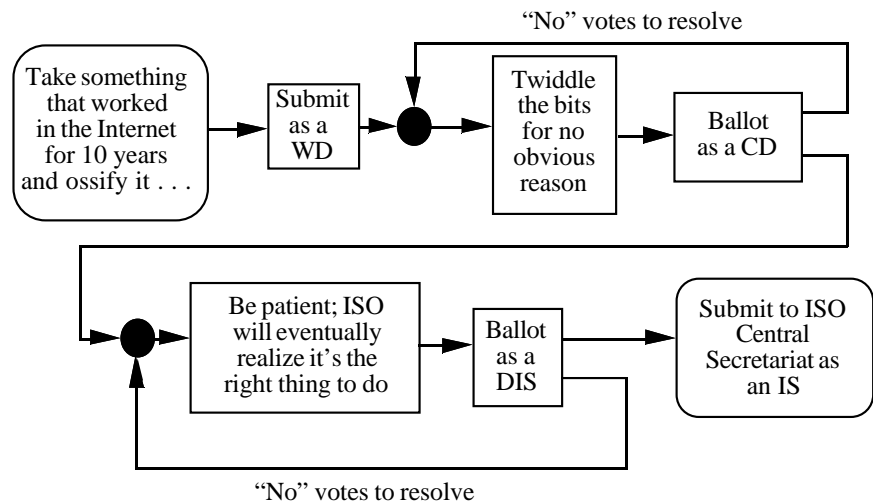 “No” votes to resolve
Take something
that worked
in the Internet
for 10 years
and ossify it . . .
Submit
as a
WD
Twiddle
the bits
for no
obvious
reason
Ballot
as a CD
Be patient; ISO
will eventually
realize it’s the
right thing to do
Ballot
as a
DIS
Submit to ISO
Central
Secretariat as
an IS
“No” votes to resolve